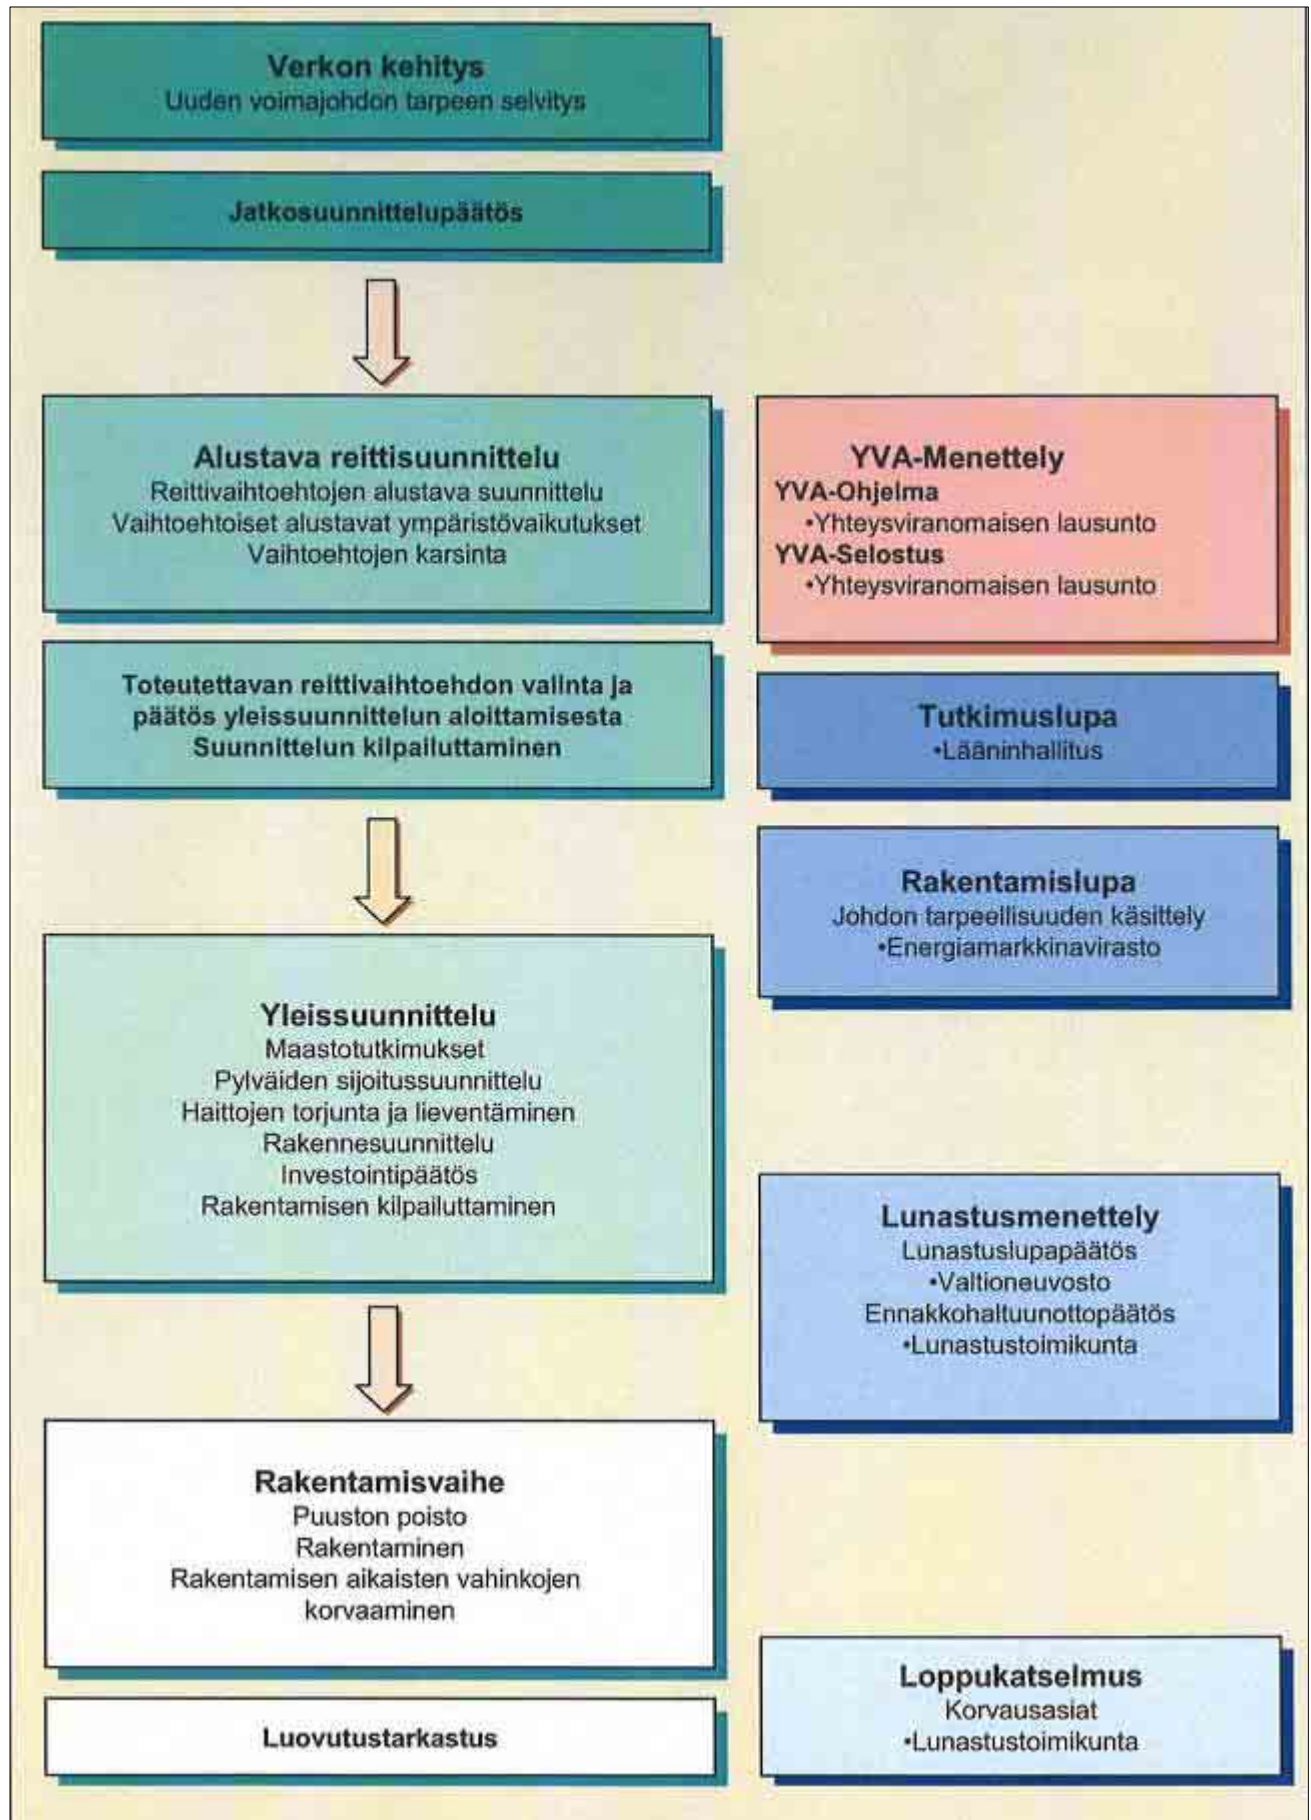 Verkon kehitys
Uuden voimajohdon tarpeen selvitys
Jatkosuunnittelupäätös
Alustava reittisuunnittelu
Reittivaihtoehtojen alustava suunnittelu
Vaihtoehtoiset alustavat ympäristövaikutukset
Vaihtoehtojen karsinta
Toteutettavan reittivaihtoehdon valinta ja
päätös yleissuunnittelun aloittamisesta
Suunnittelun kilpailuttaminen
Yleissuunnittelu
Maastotutkimukset
Pylväiden sijoitussuunnittelu
Haittojen torjunta ja lieventäminen
Rakennesuunnittelu
Investointipäätös
Rakentamisen kilpailuttaminen
Rakentamisvaihe
Puuston poisto
Rakentaminen
Rakentamisen aikaisten vahinkojen
korvaaminen
Luovutustarkastus
YVA-Menettely
YVA-Ohjelma
•Yhteysviranomaisen lausunto
YVA-Selostus
•Yhteysviranomaisen lausunto
Tutkimuslupa
•Lääninhallitus
Rakentamislupa
Johdon tarpeellisuuden käsittely
•Energiamarkkinavirasto
Lunastusmenettely
Lunastuslupapäätös
•Valtioneuvosto
Ennakkohaltuunottopäätös
•Lunastustoimikunta
Loppukatselmus
Korvausasiat
•Lunastustoimikunta